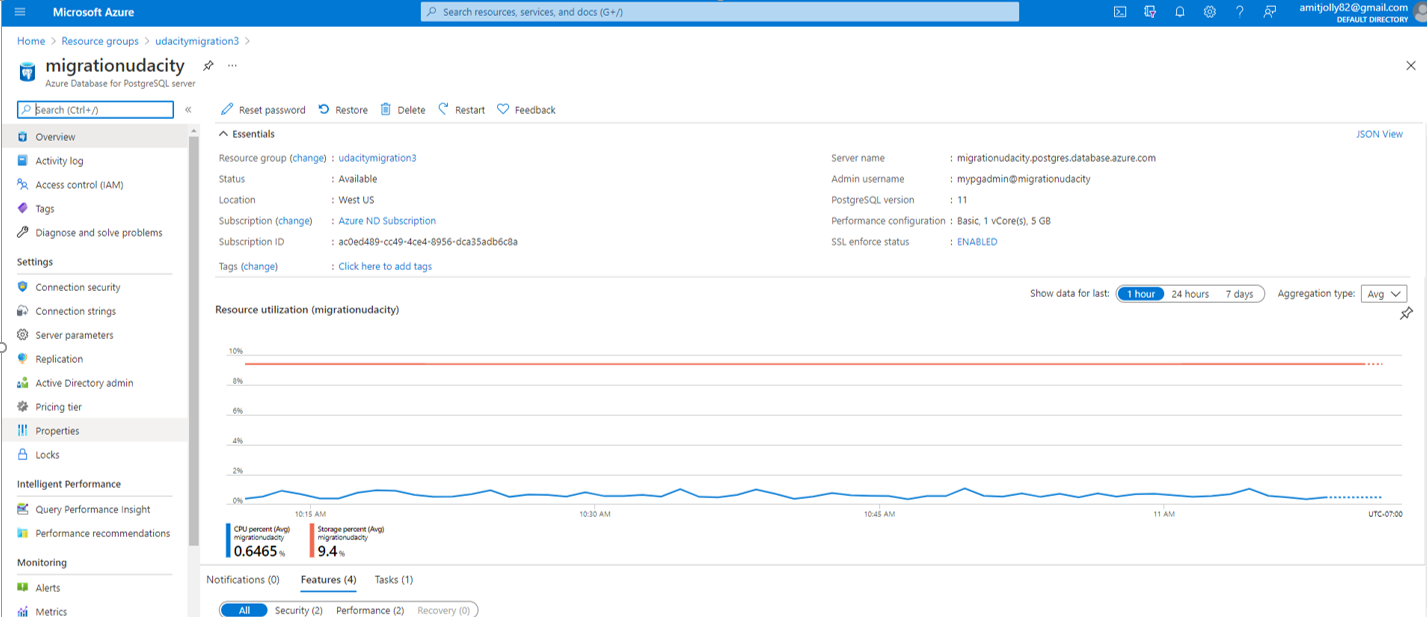 Microsoft Azure
Search resources, services, and docs (G+/)
amitjolly82@gmail.com
DEFAULT DIRECTORY
Home > Resource groups > udacitymigration3 >
migrationudacity
Azure Database for PostgreSQL server
Search (Ctrl+/)
Overview
Activity log
Access control (IAM)
Tags
Diagnose and solve problems
Settings
Connection security
Connection strings
Server parameters
Replication
Active Directory admin
Pricing tier
Properties
Locks
Intelligent Performance
Query Performance Insight
Performance recommendations
Monitoring
Alerts
Metrics
Reset password Restore Delete Restart Feedback
Essentials
JSON View
Resource group (change) : udacitymigration3
Status : Available
Location : West US
Subscription (change) : Azure ND Subscription
Subscription ID : ac0ed489-cc49-4ce4-8956-dca35adb6c8a
Tags (change) : Click here to add tags
Server name : migrationudacity.postgres.database.azure.com
Admin username : mypgadmin@migrationudacity
PostgreSQL version : 11
Performance configuration : Basic, 1 vCore(s), 5 GB
SSL enforce status : ENABLED
Show data for last: 1 hour 24 hours 7 days Aggregation type: Avg
Resource utilization (migrationudacity)
10%
8%
6%
4%
2%
0%
10:15 AM 10:30 AM 10:45 AM 11 AM UTC-07:00
CPU percent (Avg)
migrationudacity
0.6465 %
Storage percent (Avg)
migrationudacity
9.4 %
Notifications (0) Features (4) Tasks (1)
All Security (2) Performance (2) Recovery (0)